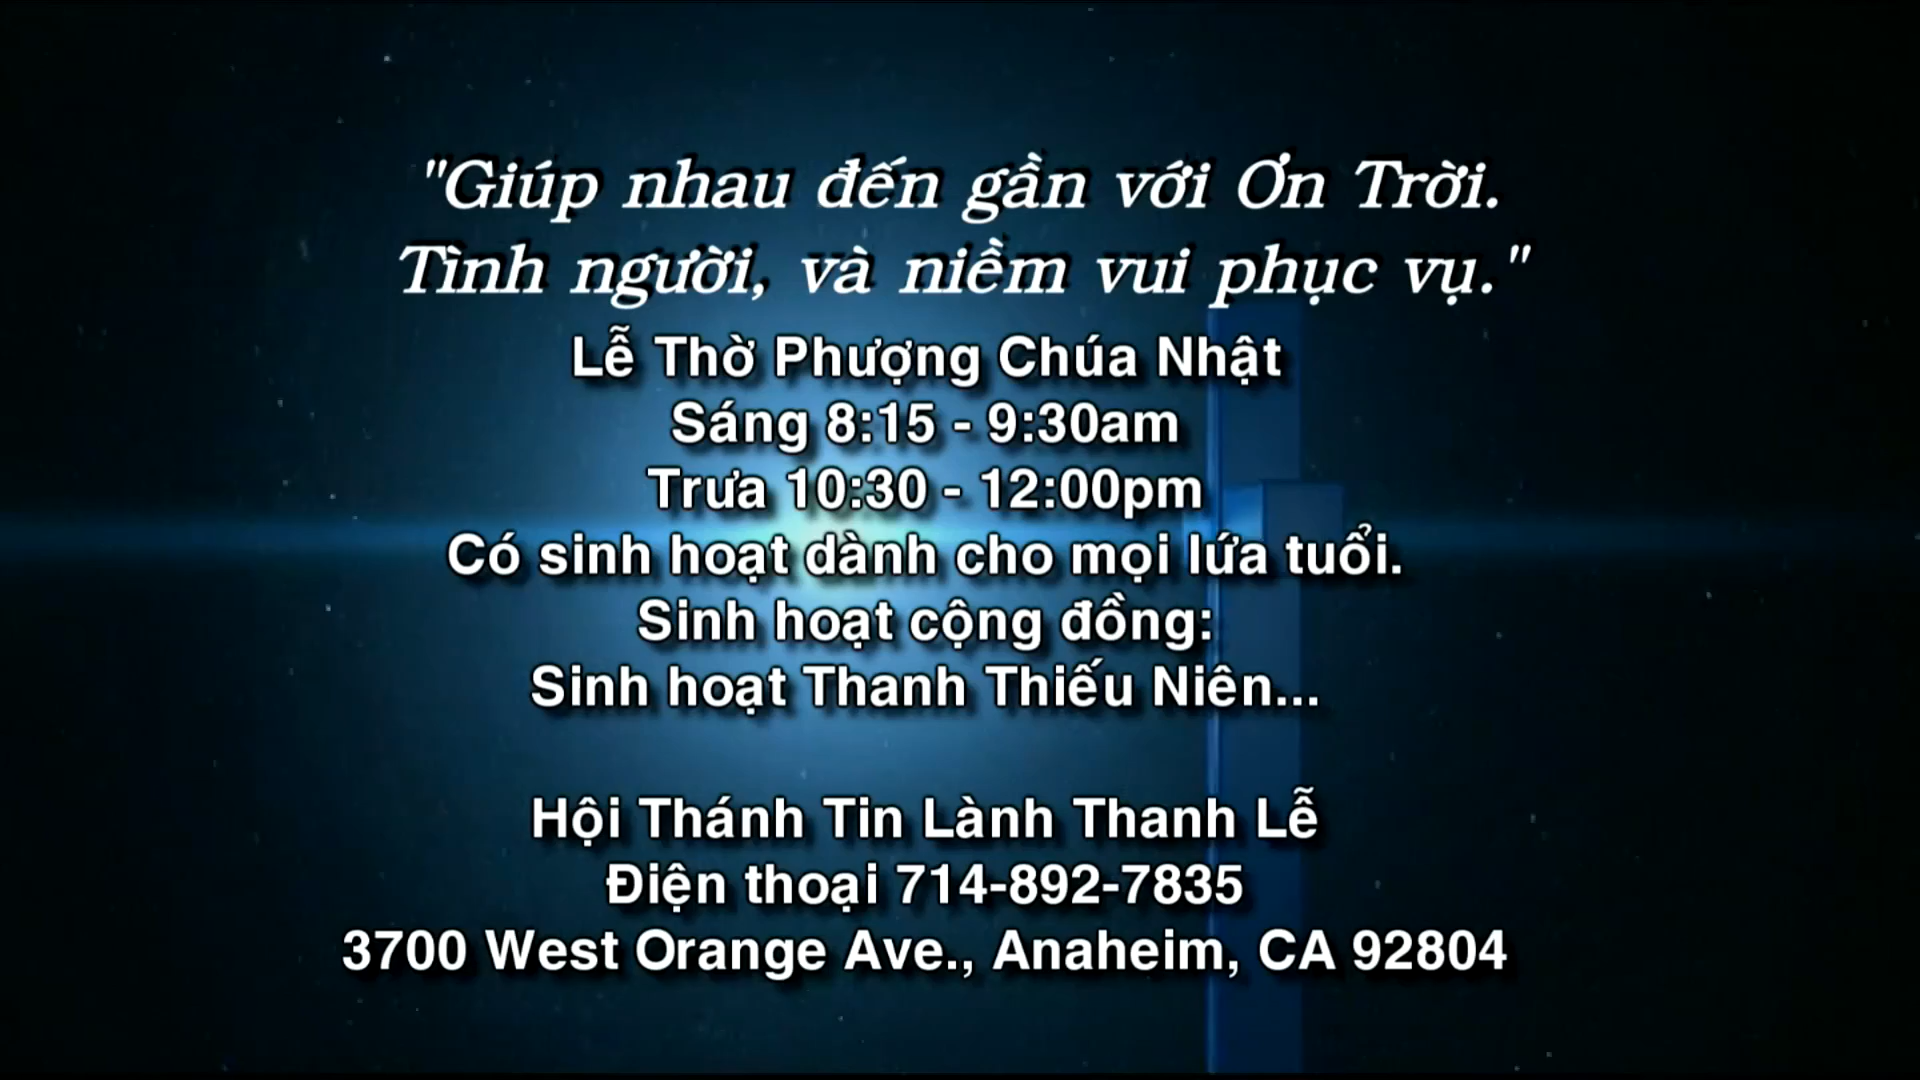 "Giúp nhau đến gần với Ơn Trời.
Tình người, và niềm vui phục vụ."
Lễ Thờ Phượng Chúa Nhật
Sáng 8:15 - 9:30am
Trưa 10:30 - 12:00pm
Có sinh hoạt dành cho mọi lứa tuổi.
Sinh hoạt cộng đồng:
Sinh hoạt Thanh Thiếu Niên...
Hội Thánh Tin Lành Thanh Lễ
Điện thoại 714-892-7835
3700 West Orange Ave., Anaheim, CA 92804